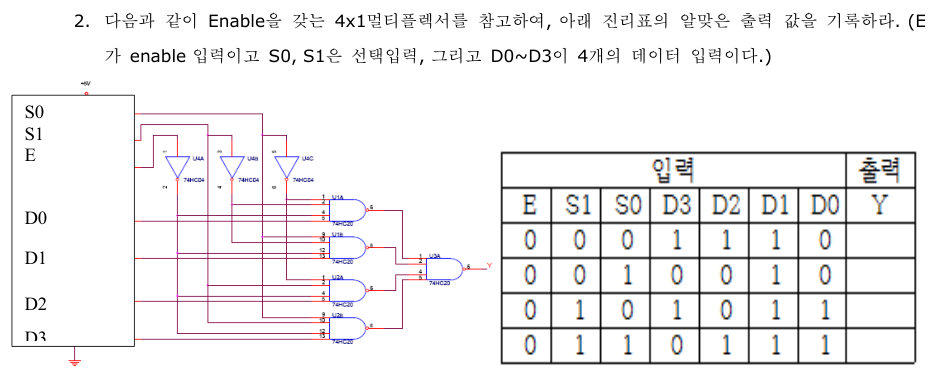 2. 다음과 같이 Enable을 갖는 4x1멀티플렉서를 참고하여, 아래 진리표의 알맞은 출력 값을 기록하라. (E
가 enable 입력이고 S0, S1은 선택입력, 그리고 D0~D3이 4개의 데이터 입력이다.)
+5V
S0
S1
E
D0
D1
D2
D3
U4A
74HC04
U4B
74HC04
U4C
74HC04
U1A
74HC20
U1B
74HC20
U2A
74HC20
U2B
74HC20
U3A
74HC20
Y
입력 출력
E S1 S0 D3 D2 D1 D0 Y
0 0 0 1 1 1 0
0 0 1 0 0 1 0
0 1 0 1 0 1 1
0 1 1 0 1 1 1